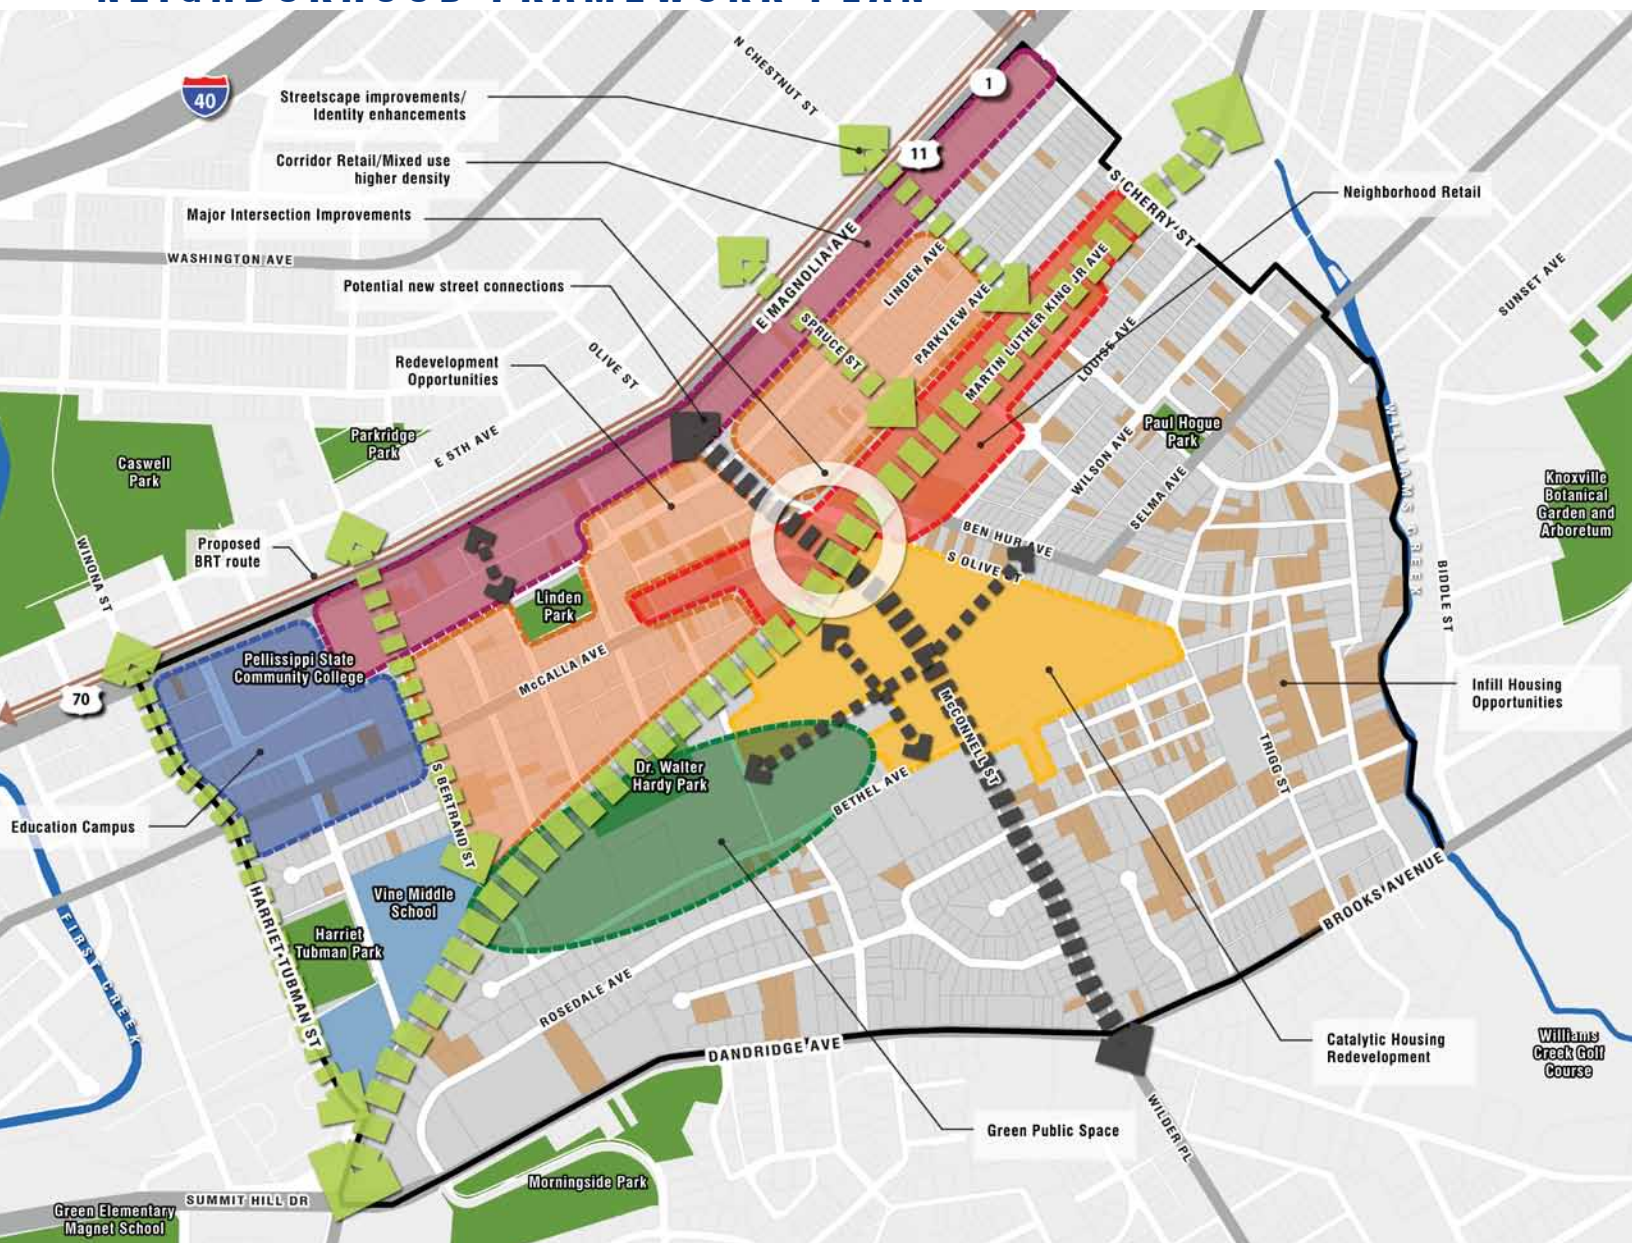 NEIGHBORHOOD FRAMEWORK PLAN
40
N CHESTNUT ST
1
Streetscape improvements/
Identity enhancements
11
Corridor Retail/Mixed use
higher density
S CHERRY ST
Neighborhood Retail
Major Intersection Improvements
WASHINGTON AVE
E MAGNOLIA AVE
LINDEN AVE
MARTIN LUTHER KING JR AVE
SUNSET AVE
Potential new street connections
PARKVIEW AVE
SPRUCE ST
LOUISE AVE
OLIVE ST
Redevelopment
Opportunities
Parkridge
Park
E 5TH AVE
Paul Hogue
Park
WILLIAMS CREEK
Caswell
Park
WILSON AVE
SELMA AVE
Knoxville
Botanical
Garden and
Arboretum
Proposed
BRT route
WINONA ST
BEN HUR AVE
S OLIVE ST
BIDDLE ST
Linden
Park
McCALLA AVE
Pellissippi State
Community College
70
Infill Housing
Opportunities
McCONNELL ST
TRIGG ST
Dr. Walter
Hardy Park
S BERTRAND ST
BETHEL AVE
Education Campus
BROOKS AVENUE
Vine Middle
School
HARRIET TUBMAN ST
Harriet
Tubman Park
FIRST CREEK
ROSEDALE AVE
DANDRIDGE AVE
Catalytic Housing
Redevelopment
Williams
Creek Golf
Course
Green Public Space
WILDER PL
Morningside Park
SUMMIT HILL DR
Green Elementary
Magnet School